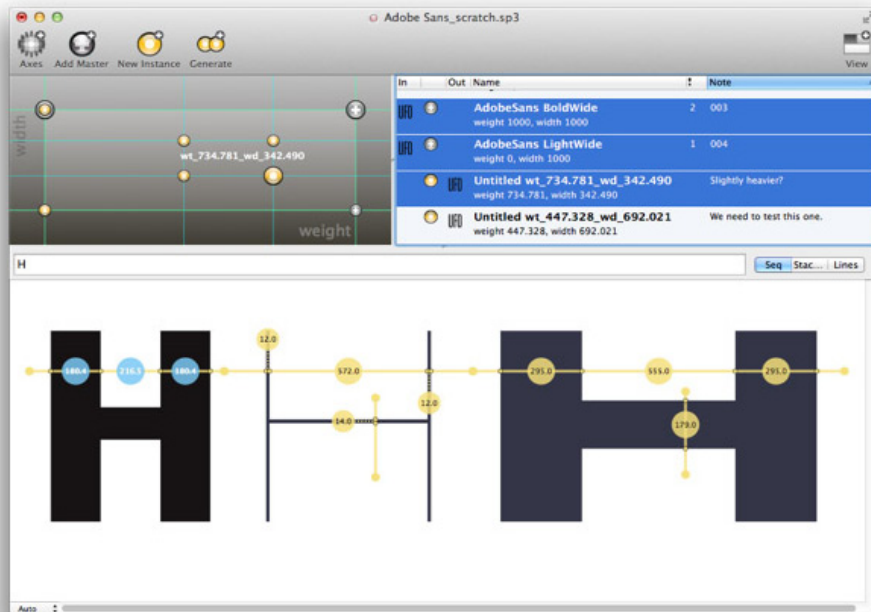 Adobe Sans_scratch.sp3
Axes Add Master New Instance Generate View
In Out Name Note
UFO AdobeSans BoldWide 2 003
weight 1000, width 1000
UFO AdobeSans LightWide 1 004
weight 0, width 1000
UFO Untitled wt_734.781_wd_342.490 Slightly heavier?
weight 734.781, width 342.490
UFO Untitled wt_447.328_wd_692.021 We need to test this one.
weight 447.328, width 692.021
width
wt_734.781_wd_342.490
weight
H
Seq Stac... Lines
12.0
180.4 216.3 180.4 572.0 295.0 555.0 295.0
12.0
14.0 179.0
H H H
Auto